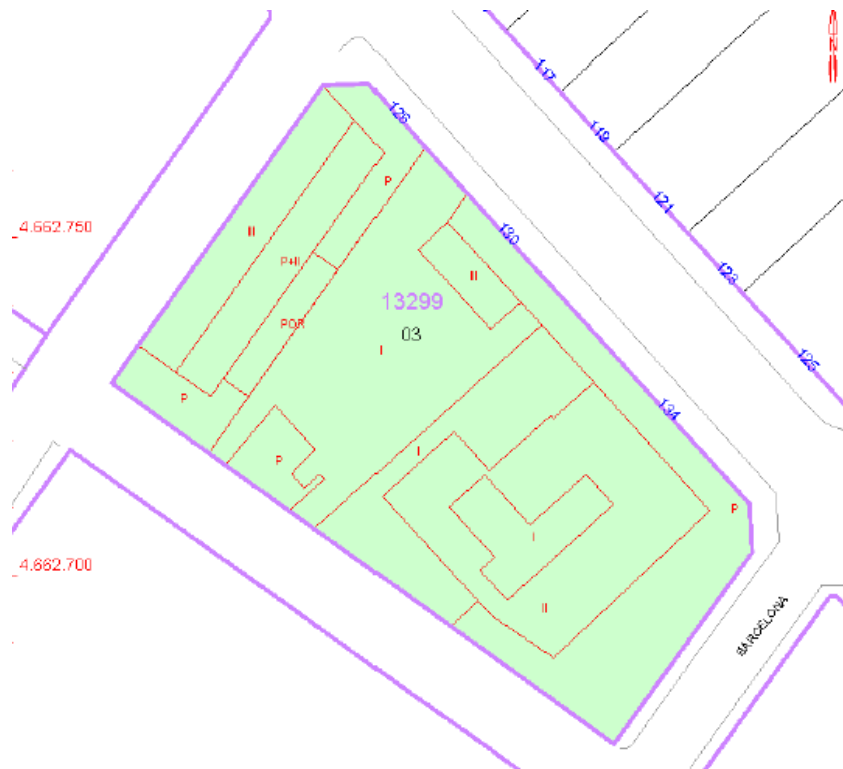 117
126
119
121
4.662.750
II
P
130
P+II
II
123
13299
POR
03
I
125
P
134
I
P
P
I
4.662.700
II
BARCELONA